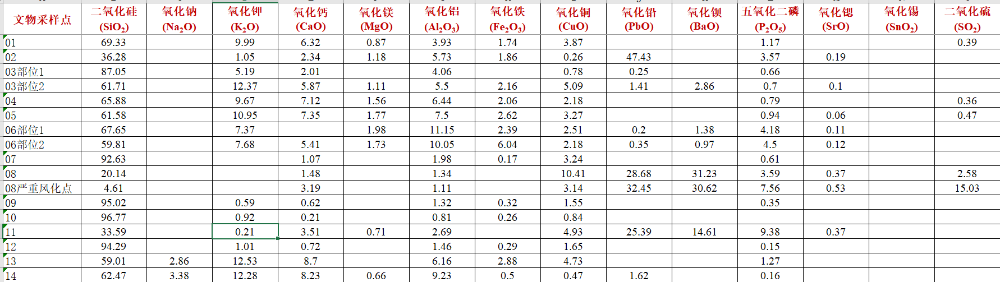 文物采样点 二氧化硅 (SiO₂) 氧化钠 (Na₂O) 氧化钾 (K₂O) 氧化钙 (CaO) 氧化镁 (MgO) 氧化铝 (Al₂O₃) 氧化铁 (Fe₂O₃) 氧化铜 (CuO) 氧化铅 (PbO) 氧化钡 (BaO) 五氧化二磷 (P₂O₅) 氧化锶 (SrO) 氧化锡 (SnO₂) 二氧化硫 (SO₂)
01 69.33 9.99 6.32 0.87 3.93 1.74 3.87 1.17 0.39
02 36.28 1.05 2.34 1.18 5.73 1.86 0.26 47.43 3.57 0.19
03部位1 87.05 5.19 2.01 4.06 0.78 0.25 0.66
03部位2 61.71 12.37 5.87 1.11 5.5 2.16 5.09 1.41 2.86 0.7 0.1
04 65.88 9.67 7.12 1.56 6.44 2.06 2.18 0.79 0.36
05 61.58 10.95 7.35 1.77 7.5 2.62 3.27 0.94 0.06 0.47
06部位1 67.65 7.37 1.98 11.15 2.39 2.51 0.2 1.38 4.18 0.11
06部位2 59.81 7.68 5.41 1.73 10.05 6.04 2.18 0.35 0.97 4.5 0.12
07 92.63 1.07 1.98 0.17 3.24 0.61
08 20.14 1.48 1.34 10.41 28.68 31.23 3.59 0.37 2.58
08严重风化点 4.61 3.19 1.11 3.14 32.45 30.62 7.56 0.53 15.03
09 95.02 0.59 0.62 1.32 0.32 1.55 0.35
10 96.77 0.92 0.21 0.81 0.26 0.84
11 33.59 0.21 3.51 0.71 2.69 4.93 25.39 14.61 9.38 0.37
12 94.29 1.01 0.72 1.46 0.29 1.65 0.15
13 59.01 2.86 12.53 8.7 6.16 2.88 4.73 1.27
14 62.47 3.38 12.28 8.23 0.66 9.23 0.5 0.47 1.62 0.16